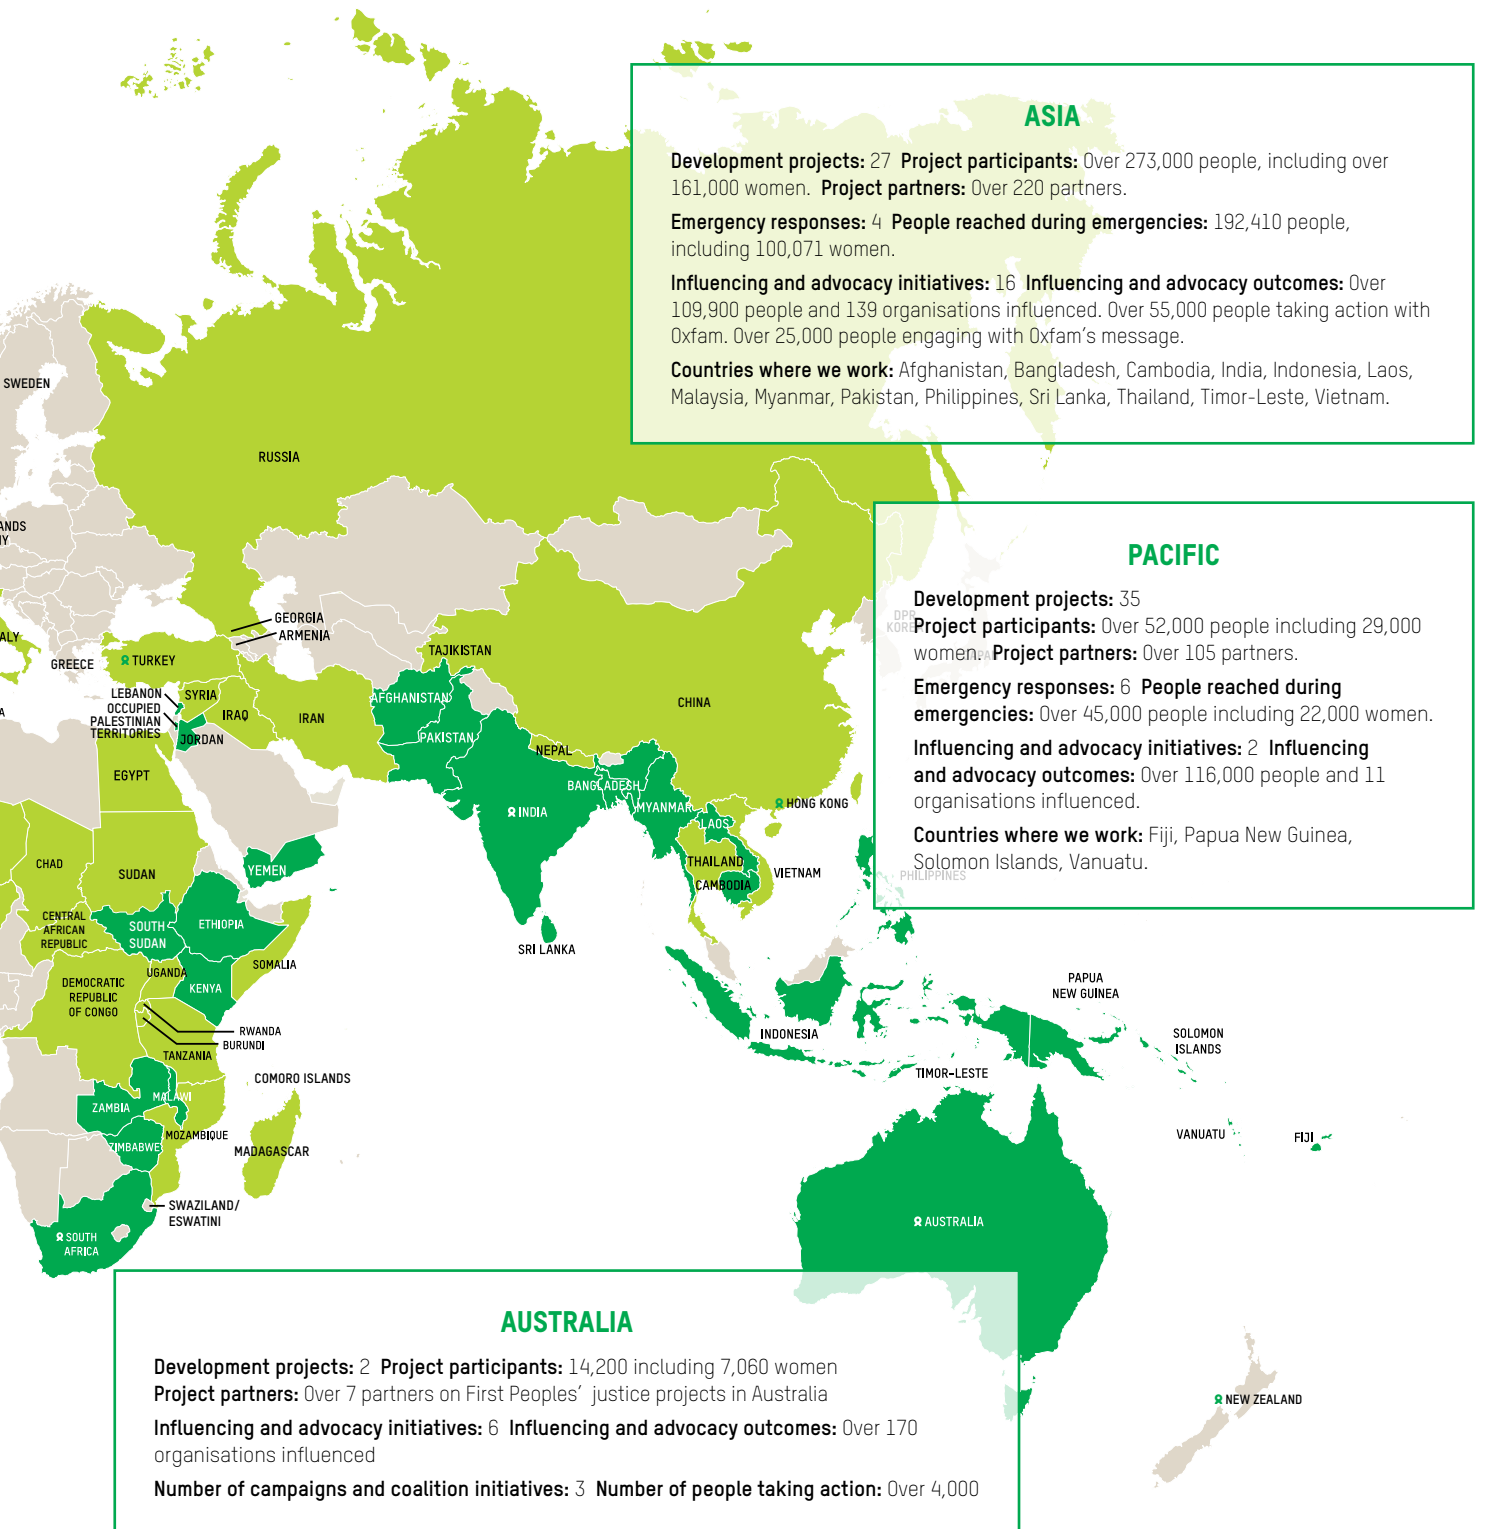 ASIA
Development projects: 27 Project participants: Over 273,000 people, including over
161,000 women. Project partners: Over 220 partners.
Emergency responses: 4 People reached during emergencies: 192,410 people,
including 100,071 women.
Influencing and advocacy initiatives: 16 Influencing and advocacy outcomes: Over
109,900 people and 139 organisations influenced. Over 55,000 people taking action with
Oxfam. Over 25,000 people engaging with Oxfam's message.
Countries where we work: Afghanistan, Bangladesh, Cambodia, India, Indonesia, Laos,
Malaysia, Myanmar, Pakistan, Philippines, Sri Lanka, Thailand, Timor-Leste, Vietnam.
SWEDEN
RUSSIA
PACIFIC
Development projects: 35
Project participants: Over 52,000 people including 29,000
women. Project partners: Over 105 partners.
Emergency responses: 6 People reached during
emergencies: Over 45,000 people including 22,000 women.
Influencing and advocacy initiatives: 2 Influencing
and advocacy outcomes: Over 116,000 people and 11
organisations influenced.
Countries where we work: Fiji, Papua New Guinea,
Solomon Islands, Vanuatu.
DPR
KOREA
PHILIPPINES
ANDS
NY
ALY
GREECE
TURKEY
GEORGIA
ARMENIA
TAJIKISTAN
LEBANON
OCCUPIED
PALESTINIAN
TERRITORIES
SYRIA
IRAQ
IRAN
JORDAN
EGYPT
AFGHANISTAN
PAKISTAN
CHINA
NEPAL
BANGLADESH
INDIA
MYANMAR
HONG KONG
LAOS
THAILAND
VIETNAM
CAMBODIA
SRI LANKA
CHAD
SUDAN
YEMEN
CENTRAL
AFRICAN
REPUBLIC
SOUTH
SUDAN
ETHIOPIA
SOMALIA
UGANDA
KENYA
DEMOCRATIC
REPUBLIC
OF CONGO
RWANDA
BURUNDI
TANZANIA
COMORO ISLANDS
ZAMBIA
MALAWI
MOZAMBIQUE
ZIMBABWE
MADAGASCAR
SWAZILAND/
ESWATINI
SOUTH
AFRICA
INDONESIA
TIMOR-LESTE
PAPUA
NEW GUINEA
SOLOMON
ISLANDS
VANUATU
FIJI
AUSTRALIA
NEW ZEALAND
AUSTRALIA
Development projects: 2 Project participants: 14,200 including 7,060 women
Project partners: Over 7 partners on First Peoples' justice projects in Australia
Influencing and advocacy initiatives: 6 Influencing and advocacy outcomes: Over 170
organisations influenced
Number of campaigns and coalition initiatives: 3 Number of people taking action: Over 4,000